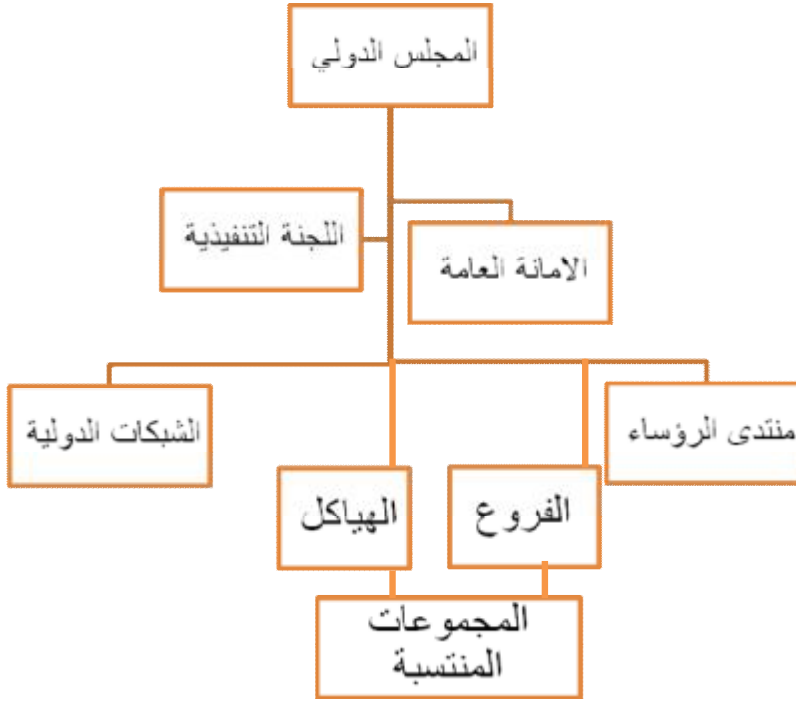 المجلس الدولي
اللجنة التنفيذية
الامانة العامة
منتدى الرؤساء
الشبكات الدولية
الفروع
الهياكل
المجموعات
المنتسبة